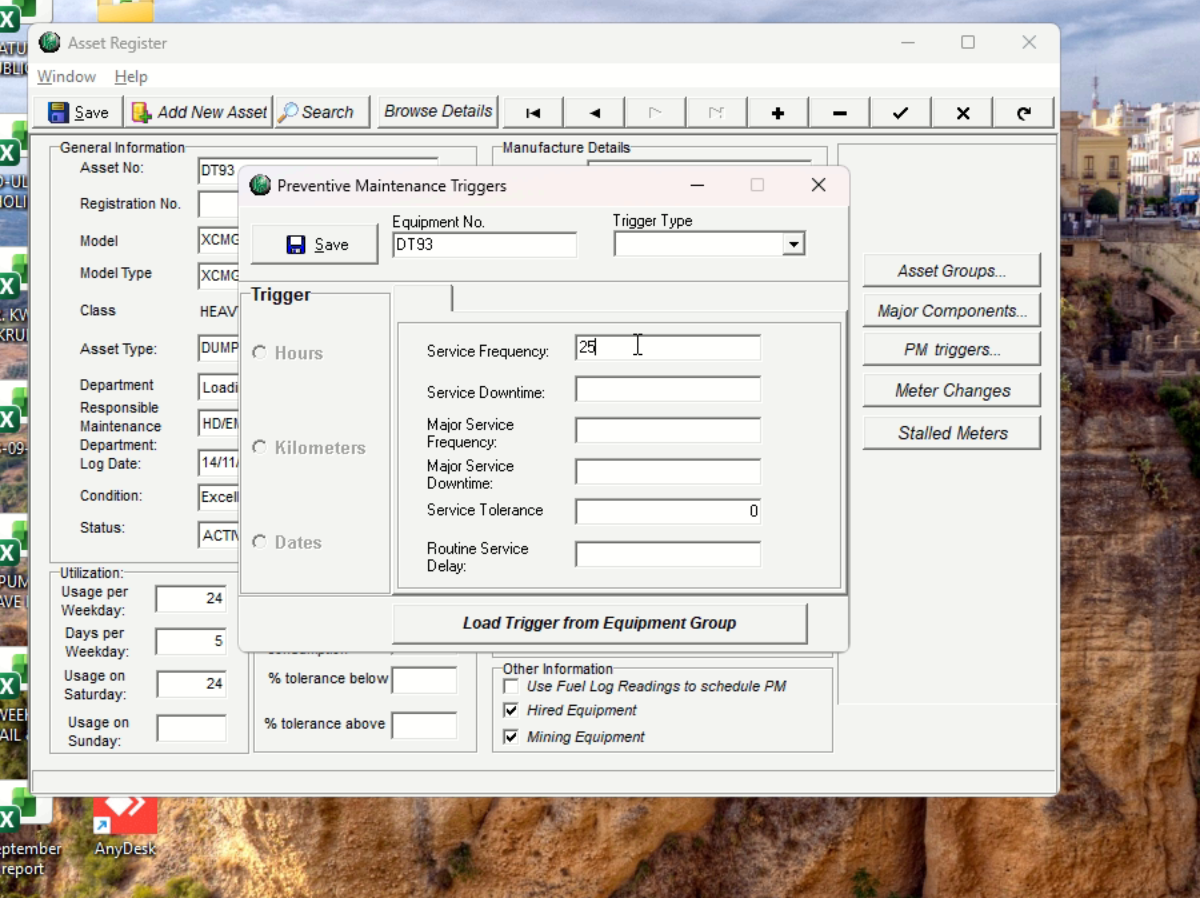 Asset Register
Window Help
Save Add New Asset Search Browse Details
General Information
Manufacture Details
Asset No: DT93
Registration No.
Model XCMG
Model Type XCMG
Class HEAV
Asset Type: DUMP
Department Loadi
Responsible
Maintenance
Department:
HD/EM
Log Date: 14/11/
Condition: Excell
Status:
Utilization:
Usage per
Weekday:
24
Days per
Weekday:
5
Usage on
Saturday:
24
Usage on
Sunday:
% tolerance below
% tolerance above
Preventive Maintenance Triggers
Save
Equipment No.
DT93
Trigger Type
Trigger
Hours
Kilometers
Dates
Service Frequency: 25
Service Downtime:
Major Service
Frequency:
Major Service
Downtime:
Service Tolerance 0
Routine Service
Delay:
Load Trigger from Equipment Group
Other Information
Use Fuel Log Readings to schedule PM
Hired Equipment
Mining Equipment
Asset Groups...
Major Components...
PM triggers...
Meter Changes
Stalled Meters
AnyDesk
ptember
report